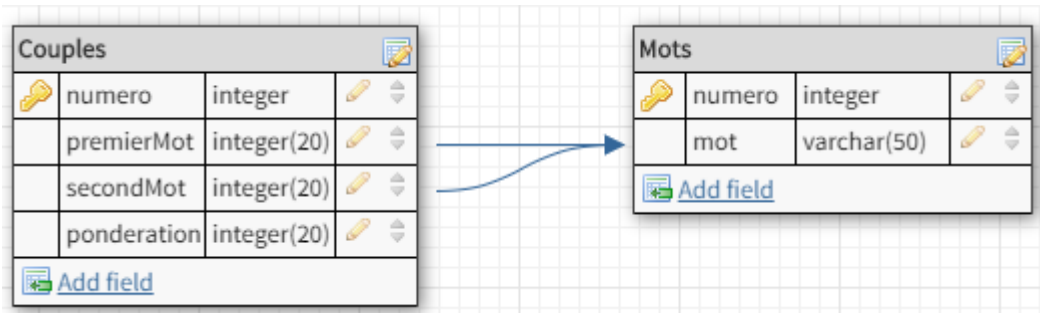 Couples
numero integer
premierMot integer(20)
secondMot integer(20)
ponderation integer(20)
Add field
Mots
numero integer
mot varchar(50)
Add field